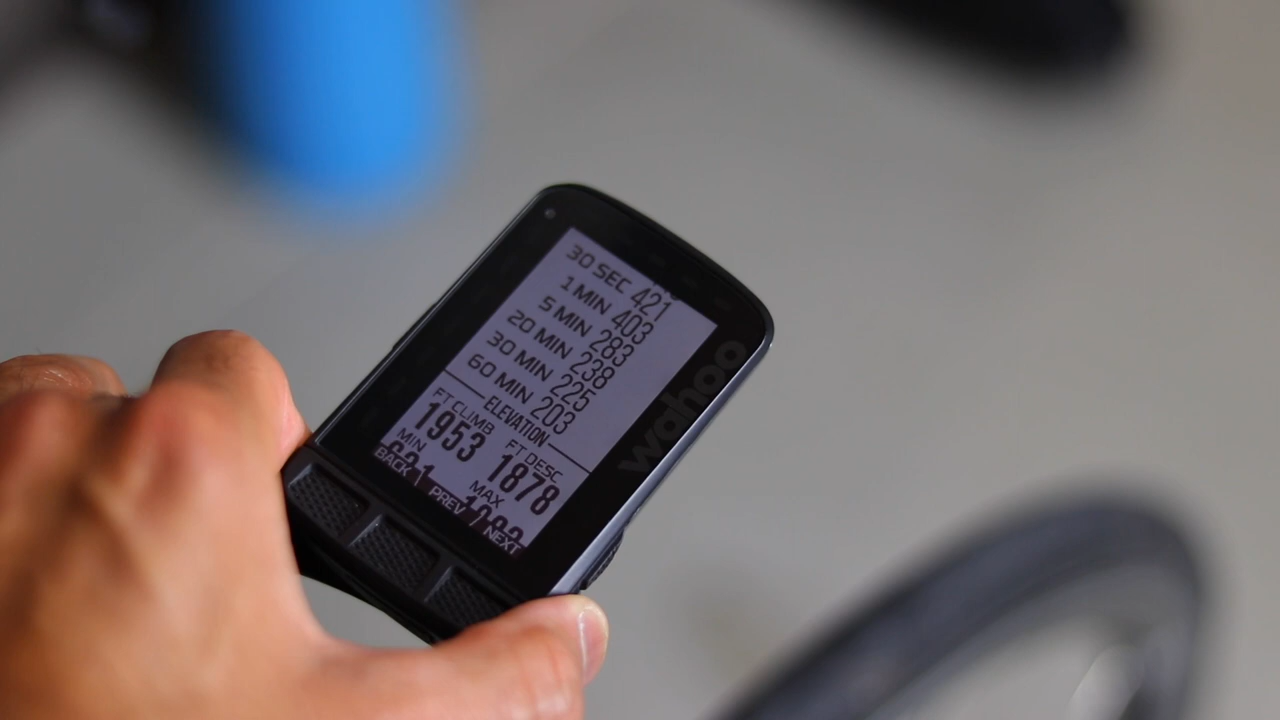 30 SEC 421
1 MIN 403
5 MIN 283
20 MIN 238
30 MIN 225
60 MIN 203
ELEVATION
FT CLIMB FT DESC
1953 1878
MIN MAX
BACK PREV NEXT
wahoo